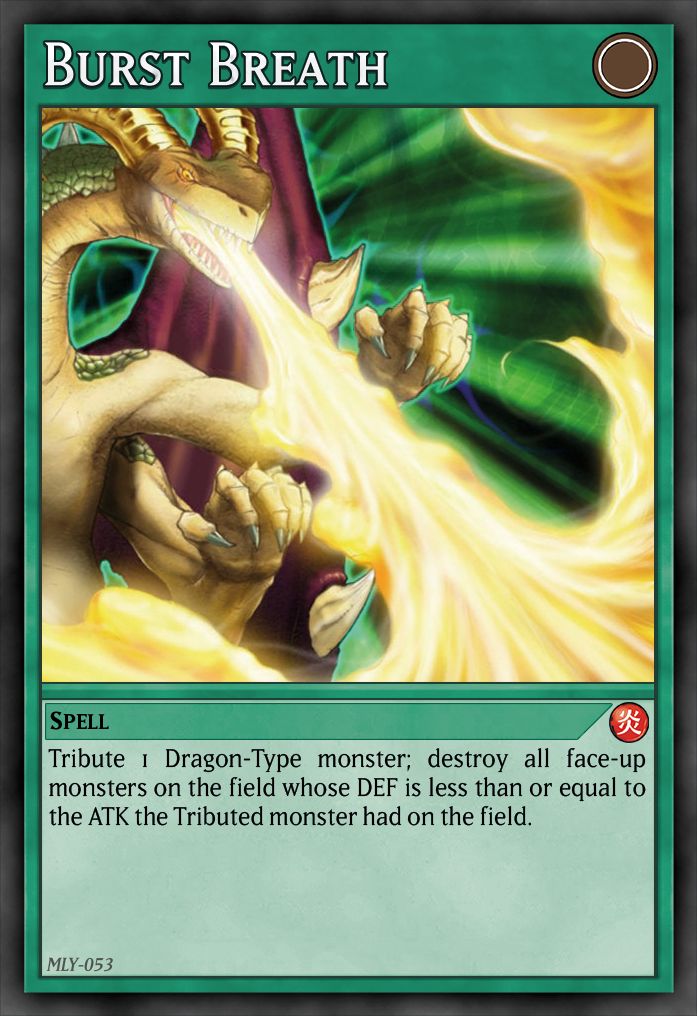 BURST BREATH
SPELL
炎
Tribute 1 Dragon-Type monster; destroy all face-up
monsters on the field whose DEF is less than or equal to
the ATK the Tributed monster had on the field.
MLY-053